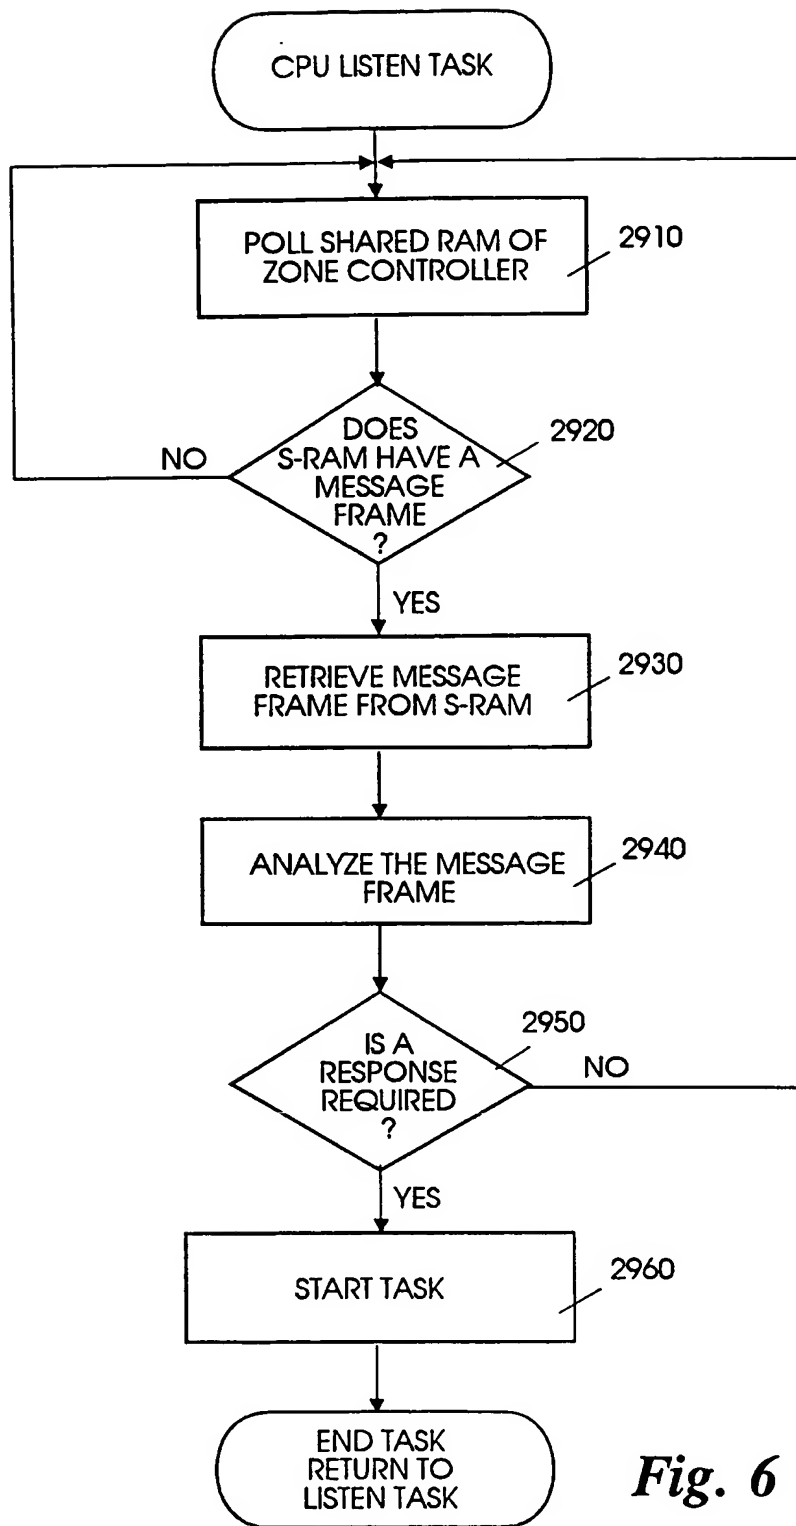 CPU LISTEN TASK
POLL SHARED RAM OF
ZONE CONTROLLER
2910
DOES
S-RAM HAVE A
MESSAGE
FRAME
?
2920
NO
YES
RETRIEVE MESSAGE
FRAME FROM S-RAM
2930
ANALYZE THE MESSAGE
FRAME
2940
IS A
RESPONSE
REQUIRED
?
2950
NO
YES
START TASK
2960
END TASK
RETURN TO
LISTEN TASK
Fig. 6